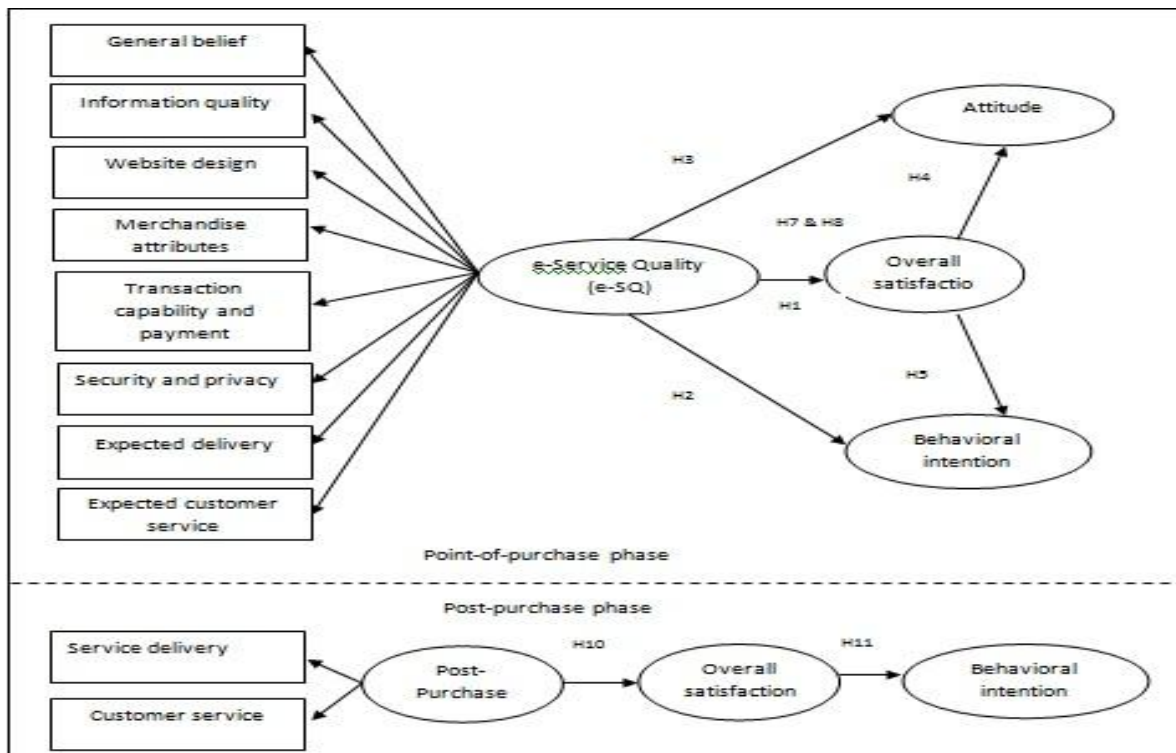 General belief
Information quality
Website design
Merchandise
attributes
Transaction
capability and
payment
Security and privacy
Expected delivery
Expected customer
service
e-Service Quality
(e-SQ)
H3
H7 & H8
H1
H2
H4
H5
Attitude
Overall
satisfactio
Behavioral
intention
Point-of-purchase phase
Post-purchase phase
Service delivery
Customer service
Post-
Purchase
H10
Overall
satisfaction
H11
Behavioral
intention